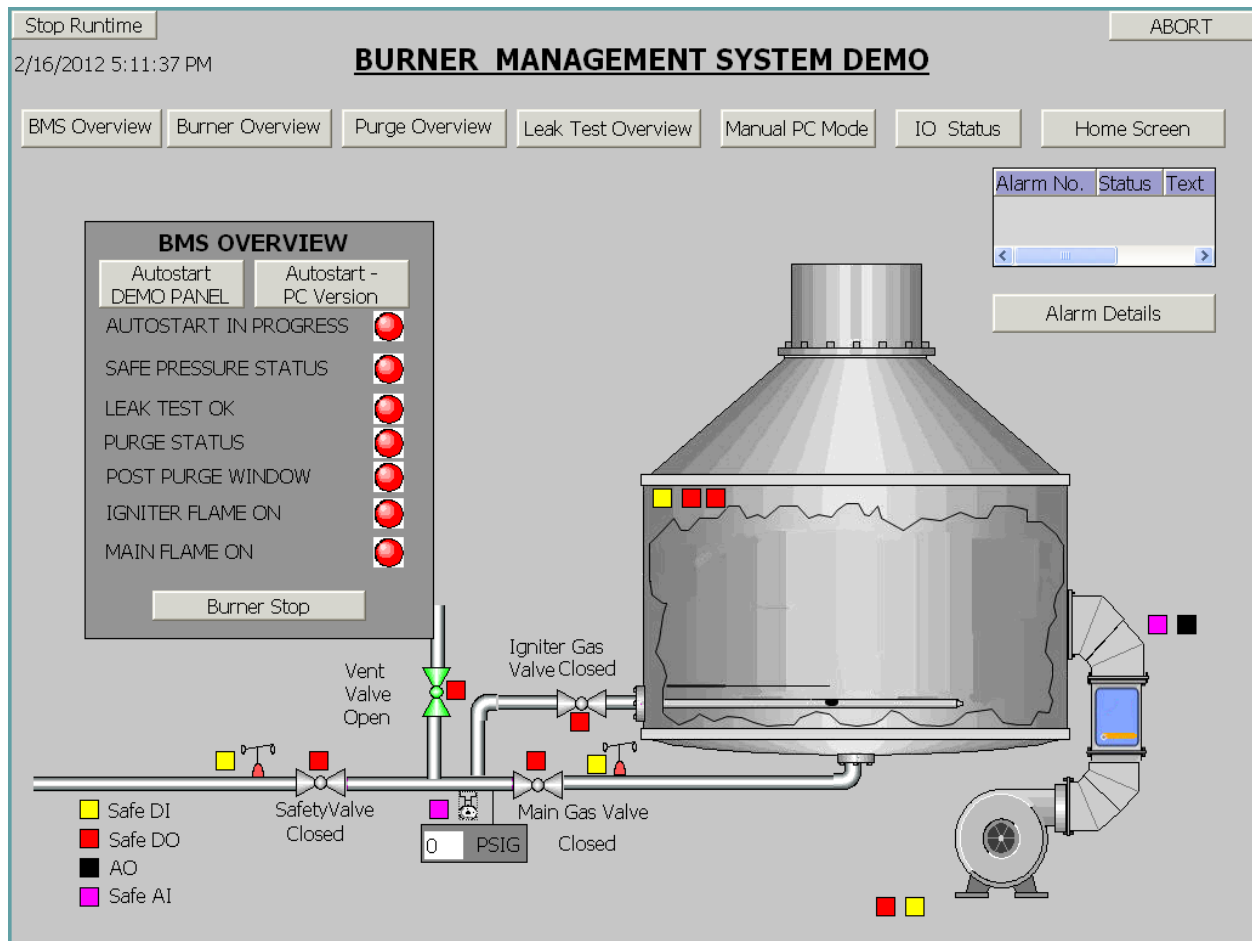 Stop Runtime
ABORT
2/16/2012 5:11:37 PM
BURNER MANAGEMENT SYSTEM DEMO
BMS Overview
Burner Overview
Purge Overview
Leak Test Overview
Manual PC Mode
IO Status
Home Screen
Alarm No. Status Text
Alarm Details
BMS OVERVIEW
Autostart
DEMO PANEL
Autostart -
PC Version
AUTOSTART IN PROGRESS
SAFE PRESSURE STATUS
LEAK TEST OK
PURGE STATUS
POST PURGE WINDOW
IGNITER FLAME ON
MAIN FLAME ON
Burner Stop
Vent
Valve
Open
Igniter Gas
Valve Closed
SafetyValve
Closed
Main Gas Valve
Closed
0 PSIG
Safe DI
Safe DO
AO
Safe AI